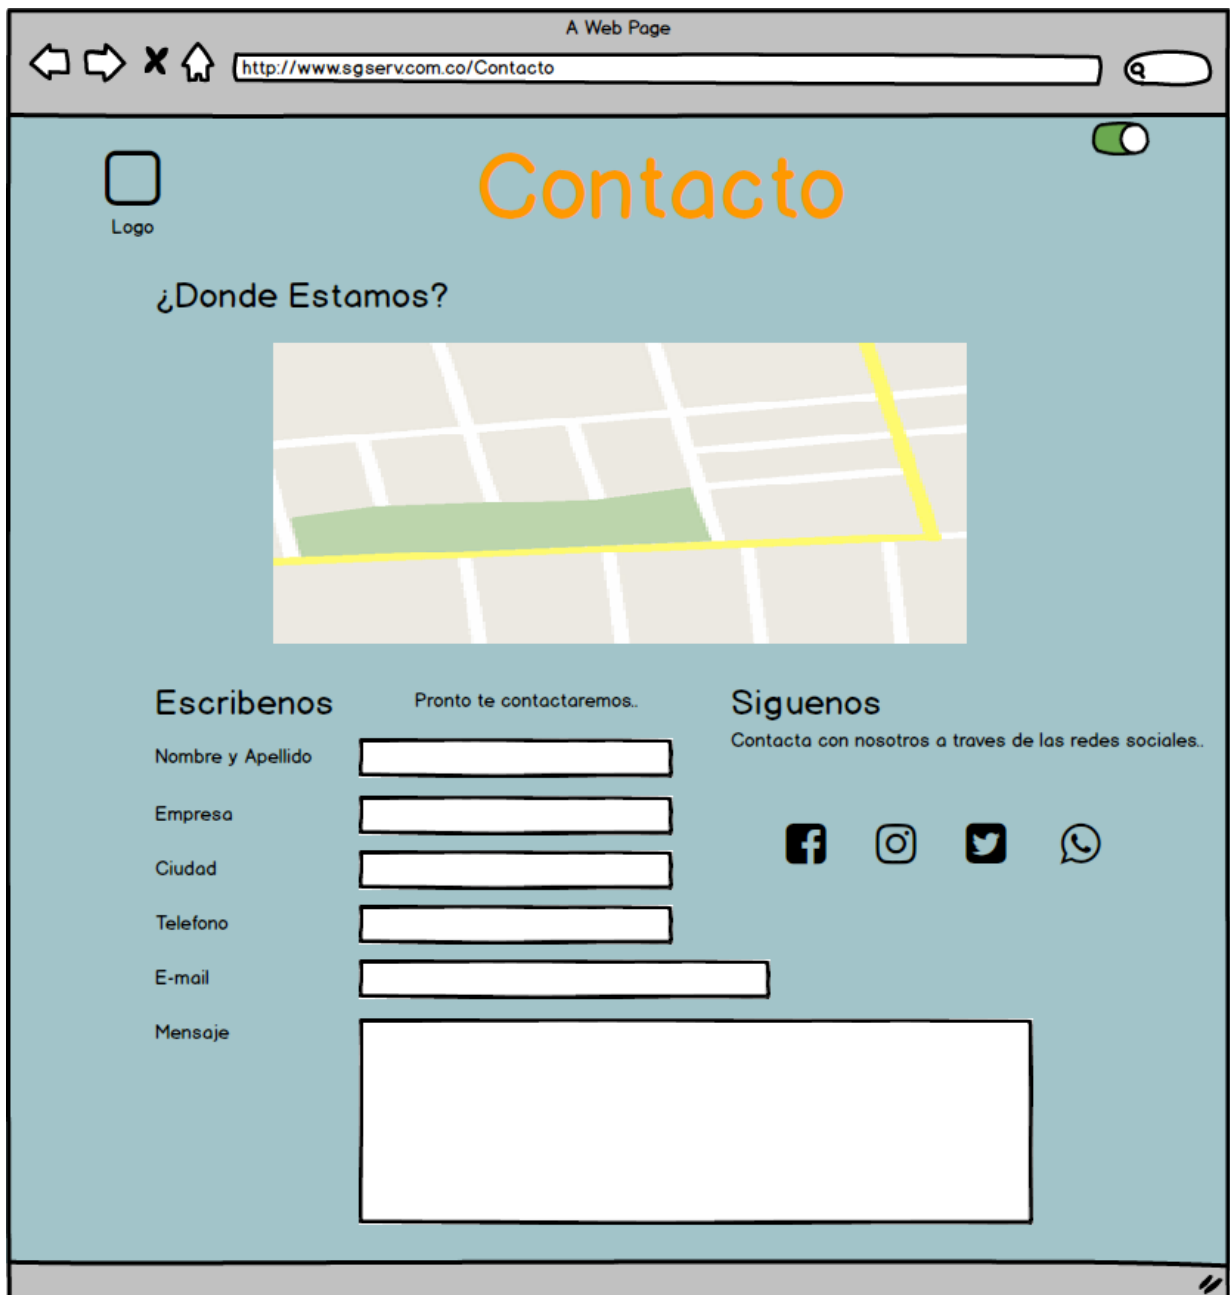 A Web Page
http://www.sgserv.com.co/Contacto
Contacto
Logo
¿Donde Estamos?
Escribenos
Pronto te contactaremos..
Nombre y Apellido
Empresa
Ciudad
Telefono
E-mail
Mensaje
Siguenos
Contacta con nosotros a traves de las redes sociales..